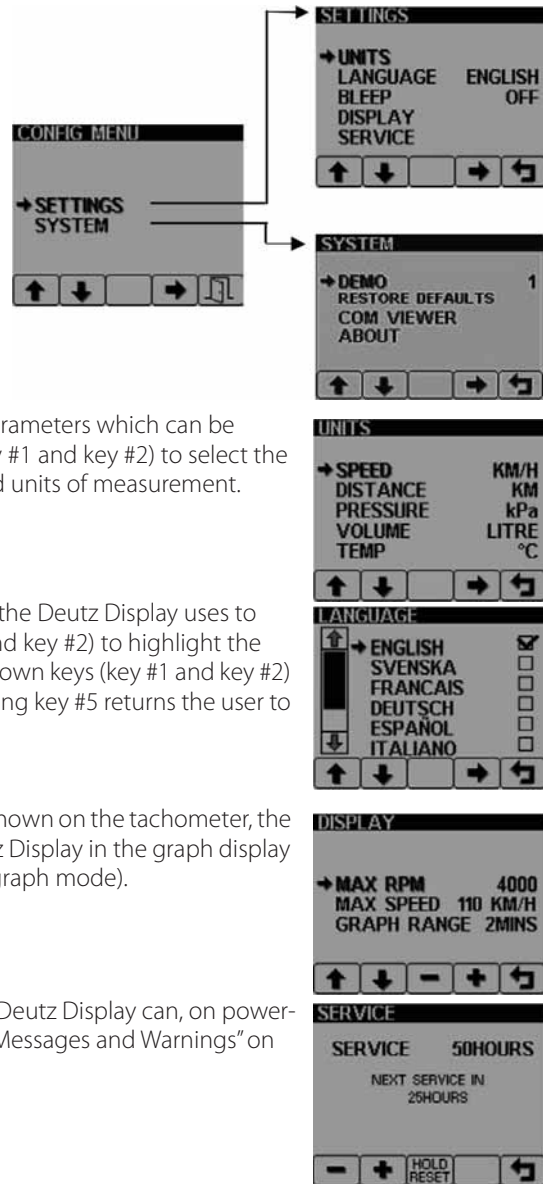 CONFIG MENU
SETTINGS
SYSTEM
SETTINGS
UNITS
LANGUAGE ENGLISH
BLEEP OFF
DISPLAY
SERVICE
SYSTEM
DEMO 1
RESTORE DEFAULTS
COM VIEWER
ABOUT
rameters which can be
y #1 and key #2) to select the
d units of measurement.
UNITS
SPEED KM/H
DISTANCE KM
PRESSURE kPa
VOLUME LITRE
TEMP °C
the Deutz Display uses to
nd key #2) to highlight the
own keys (key #1 and key #2)
ing key #5 returns the user to
LANGUAGE
ENGLISH
SVENSKA
FRANCAIS
DEUTSCH
ESPAÑOL
ITALIANO
hown on the tachometer, the
z Display in the graph display
graph mode).
DISPLAY
MAX RPM 4000
MAX SPEED 110 KM/H
GRAPH RANGE 2MINS
Deutz Display can, on power-
Messages and Warnings” on
SERVICE
SERVICE 50HOURS
NEXT SERVICE IN
25HOURS
HOLD
RESET